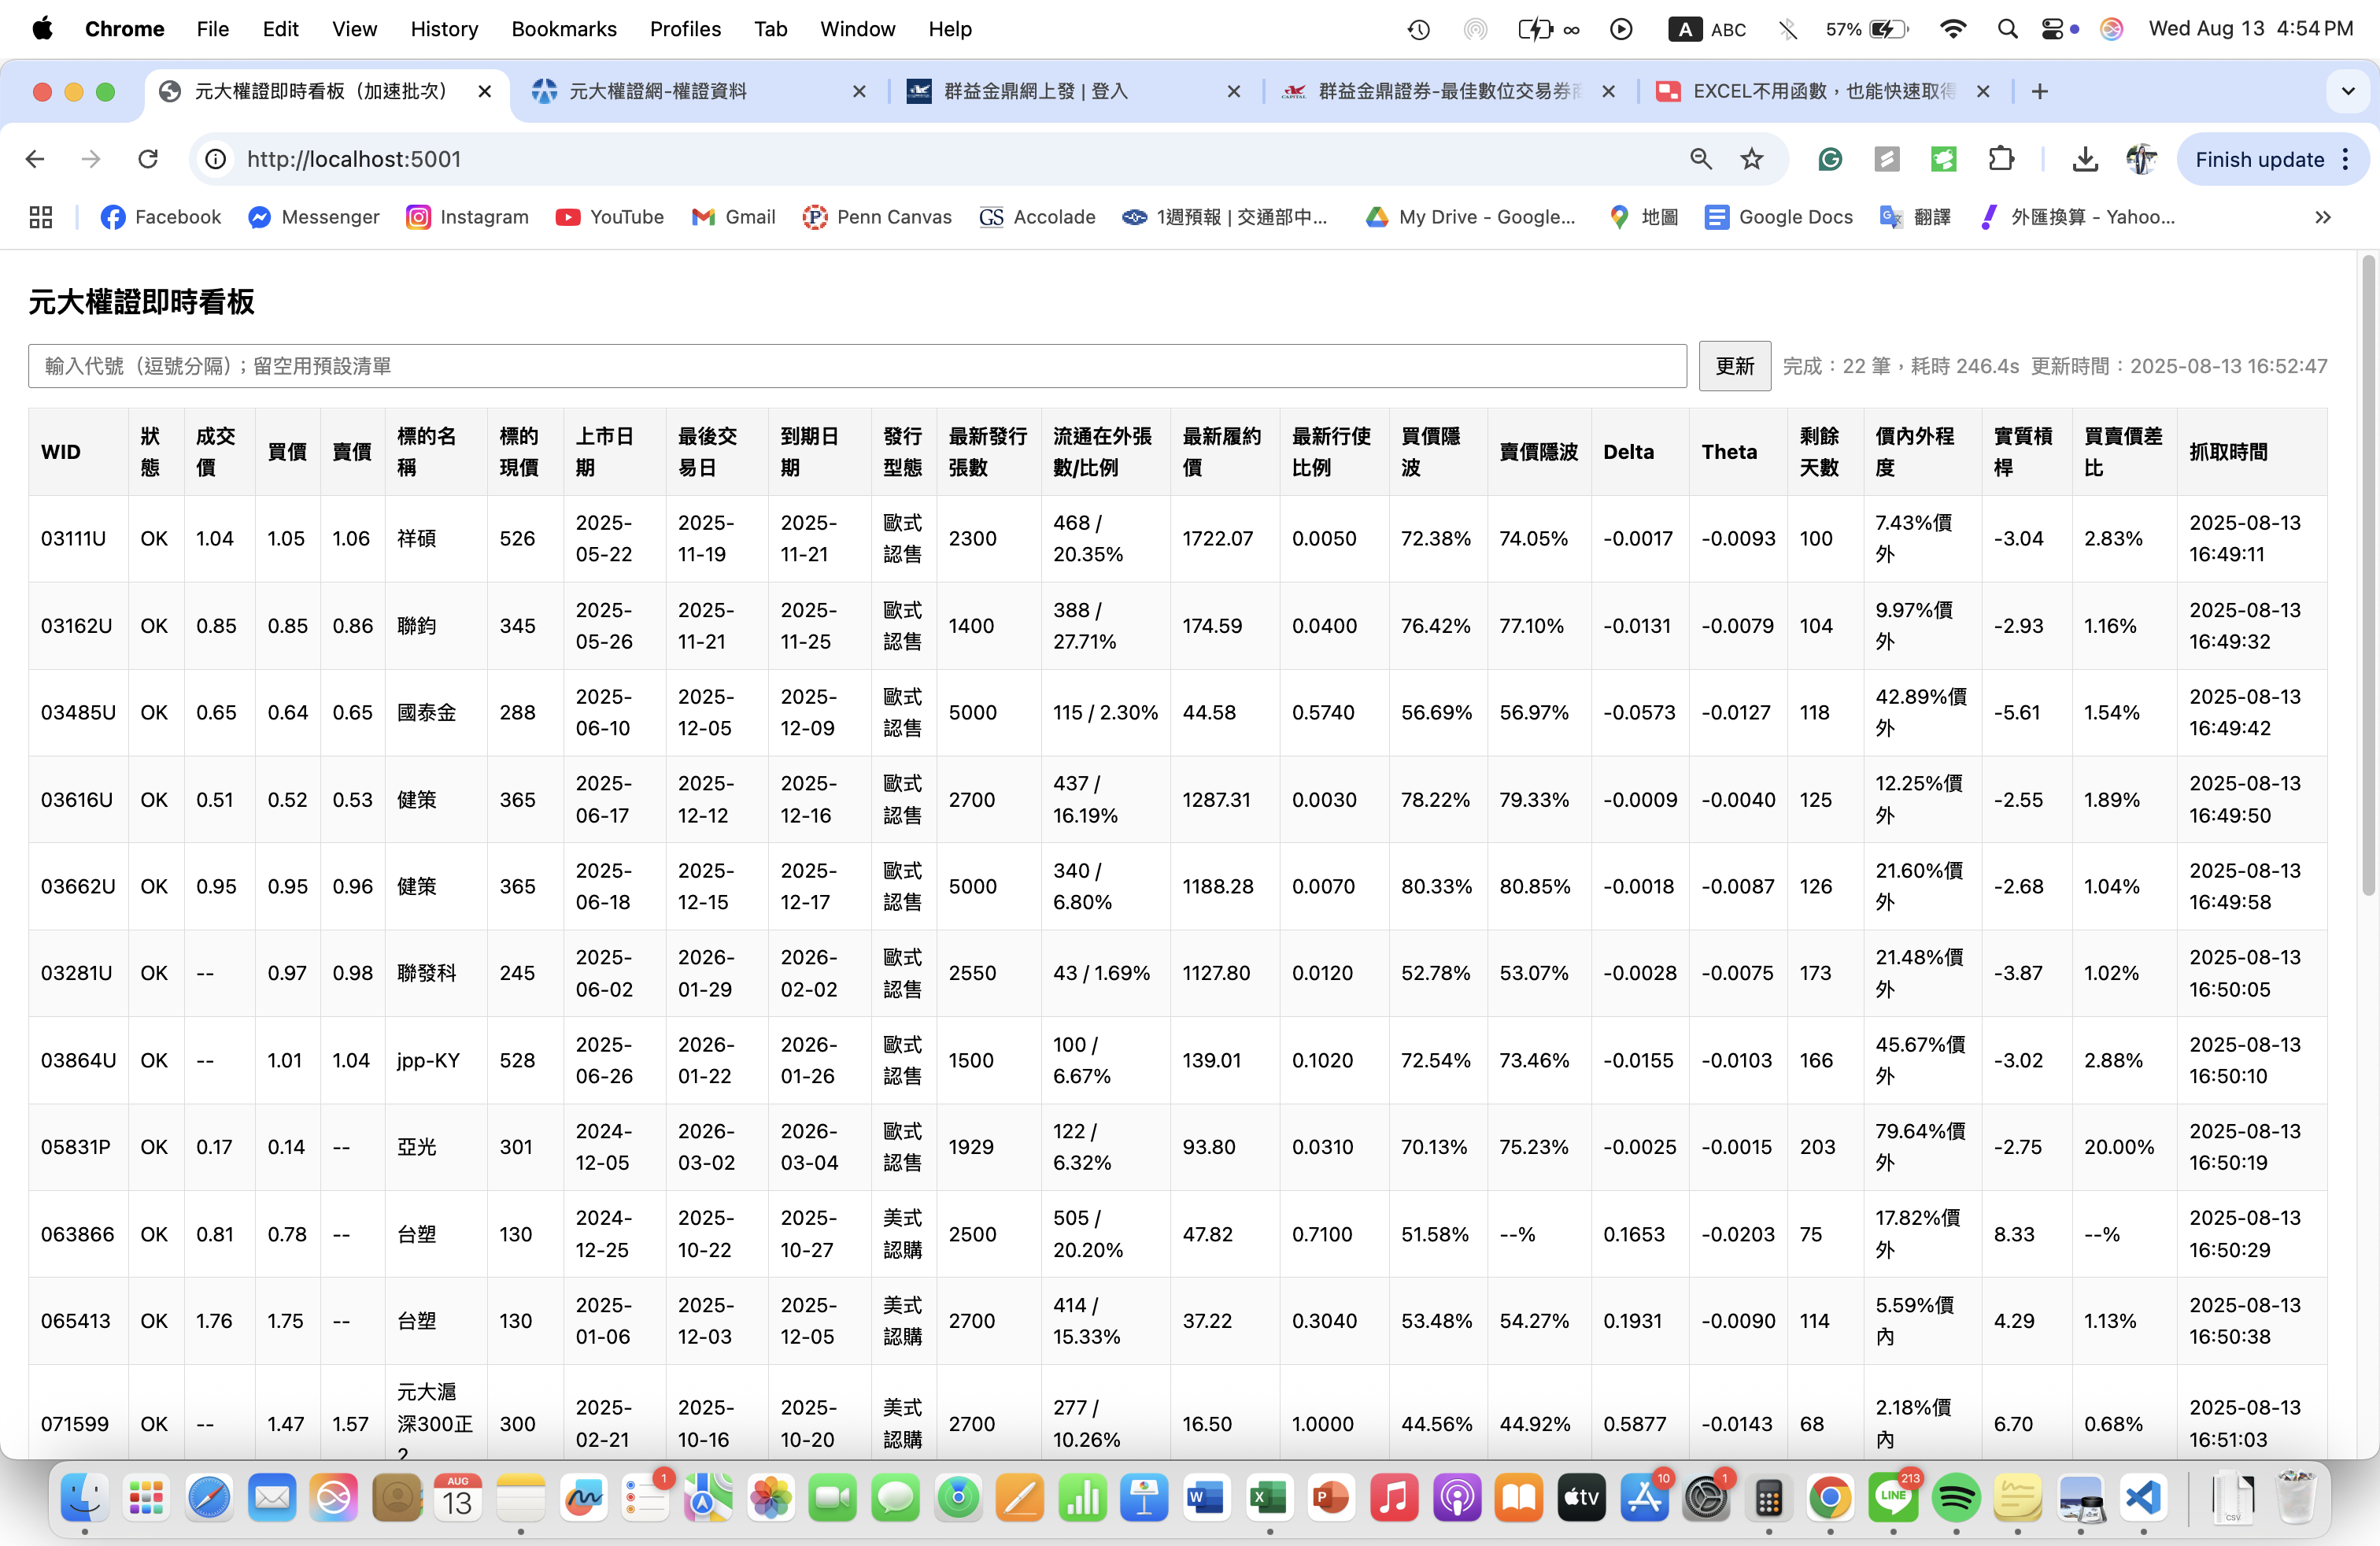 Chrome File Edit View History Bookmarks Profiles Tab Window Help ∞ A ABC 57% Wed Aug 13 4:54 PM
元大權證即時看板（加速批次） 元大權證網-權證資料 群益金鼎網上發 | 登入 群益金鼎證券-最佳數位交易券商 EXCEL不用函數，也能快速取得
http://localhost:5001 Finish update
Facebook Messenger Instagram YouTube Gmail Penn Canvas GS Accolade 1週預報 | 交通部中... My Drive - Google... 地圖 Google Docs 翻譯 外匯換算 - Yahoo...
元大權證即時看板
輸入代號（逗號分隔）；留空用預設清單 更新 完成：22 筆，耗時 246.4s 更新時間：2025-08-13 16:52:47
WID 狀態 成交價 買價 賣價 標的名稱 標的現價 上市日期 最後交易日 到期日期 發行型態 最新發行張數 流通在外張數/比例 最新履約價 最新行使比例 買價隱波 賣價隱波 Delta Theta 剩餘天數 價內外程度 實質槓桿 買賣價差比 抓取時間
03111U OK 1.04 1.05 1.06 祥碩 526 2025-05-22 2025-11-19 2025-11-21 歐式認售 2300 468 / 20.35% 1722.07 0.0050 72.38% 74.05% -0.0017 -0.0093 100 7.43%價外 -3.04 2.83% 2025-08-13 16:49:11
03162U OK 0.85 0.85 0.86 聯鈞 345 2025-05-26 2025-11-21 2025-11-25 歐式認售 1400 388 / 27.71% 174.59 0.0400 76.42% 77.10% -0.0131 -0.0079 104 9.97%價外 -2.93 1.16% 2025-08-13 16:49:32
03485U OK 0.65 0.64 0.65 國泰金 288 2025-06-10 2025-12-05 2025-12-09 歐式認售 5000 115 / 2.30% 44.58 0.5740 56.69% 56.97% -0.0573 -0.0127 118 42.89%價外 -5.61 1.54% 2025-08-13 16:49:42
03616U OK 0.51 0.52 0.53 健策 365 2025-06-17 2025-12-12 2025-12-16 歐式認售 2700 437 / 16.19% 1287.31 0.0030 78.22% 79.33% -0.0009 -0.0040 125 12.25%價外 -2.55 1.89% 2025-08-13 16:49:50
03662U OK 0.95 0.95 0.96 健策 365 2025-06-18 2025-12-15 2025-12-17 歐式認售 5000 340 / 6.80% 1188.28 0.0070 80.33% 80.85% -0.0018 -0.0087 126 21.60%價外 -2.68 1.04% 2025-08-13 16:49:58
03281U OK -- 0.97 0.98 聯發科 245 2025-06-02 2026-01-29 2026-02-02 歐式認售 2550 43 / 1.69% 1127.80 0.0120 52.78% 53.07% -0.0028 -0.0075 173 21.48%價外 -3.87 1.02% 2025-08-13 16:50:05
03864U OK -- 1.01 1.04 jpp-KY 528 2025-06-26 2026-01-22 2026-01-26 歐式認售 1500 100 / 6.67% 139.01 0.1020 72.54% 73.46% -0.0155 -0.0103 166 45.67%價外 -3.02 2.88% 2025-08-13 16:50:10
05831P OK 0.17 0.14 -- 亞光 301 2024-12-05 2026-03-02 2026-03-04 歐式認售 1929 122 / 6.32% 93.80 0.0310 70.13% 75.23% -0.0025 -0.0015 203 79.64%價外 -2.75 20.00% 2025-08-13 16:50:19
063866 OK 0.81 0.78 -- 台塑 130 2024-12-25 2025-10-22 2025-10-27 美式認購 2500 505 / 20.20% 47.82 0.7100 51.58% --% 0.1653 -0.0203 75 17.82%價外 8.33 --% 2025-08-13 16:50:29
065413 OK 1.76 1.75 -- 台塑 130 2025-01-06 2025-12-03 2025-12-05 美式認購 2700 414 / 15.33% 37.22 0.3040 53.48% 54.27% 0.1931 -0.0090 114 5.59%價內 4.29 1.13% 2025-08-13 16:50:38
071599 OK -- 1.47 1.57 元大滬深300正2 300 2025-02-21 2025-10-16 2025-10-20 美式認購 2700 277 / 10.26% 16.50 1.0000 44.56% 44.92% 0.5877 -0.0143 68 2.18%價內 6.70 0.68% 2025-08-13 16:51:03
AUG 13 1 W X P tv 10 1 LINE 213 CSV